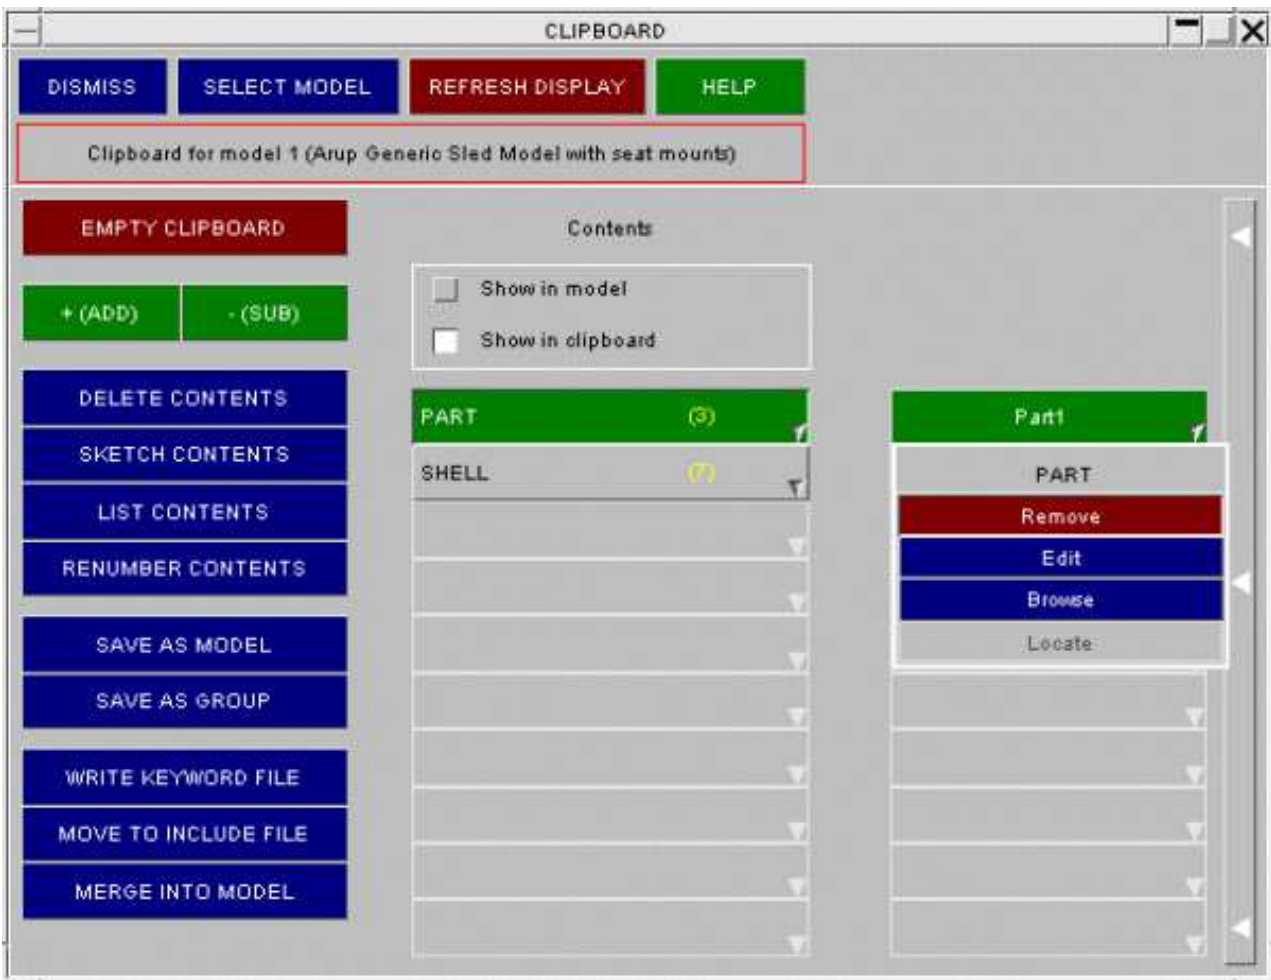 CLIPBOARD
DISMISS SELECT MODEL REFRESH DISPLAY HELP
Clipboard for model 1 (Arup Generic Sled Model with seat mounts)
EMPTY CLIPBOARD
Contents
Show in model
+ (ADD) - (SUB)
Show in clipboard
DELETE CONTENTS
PART (3) Part1
SKETCH CONTENTS
SHELL (7) PART
LIST CONTENTS
Remove
RENUMBER CONTENTS
Edit
Browse
SAVE AS MODEL
Locate
SAVE AS GROUP
WRITE KEYWORD FILE
MOVE TO INCLUDE FILE
MERGE INTO MODEL